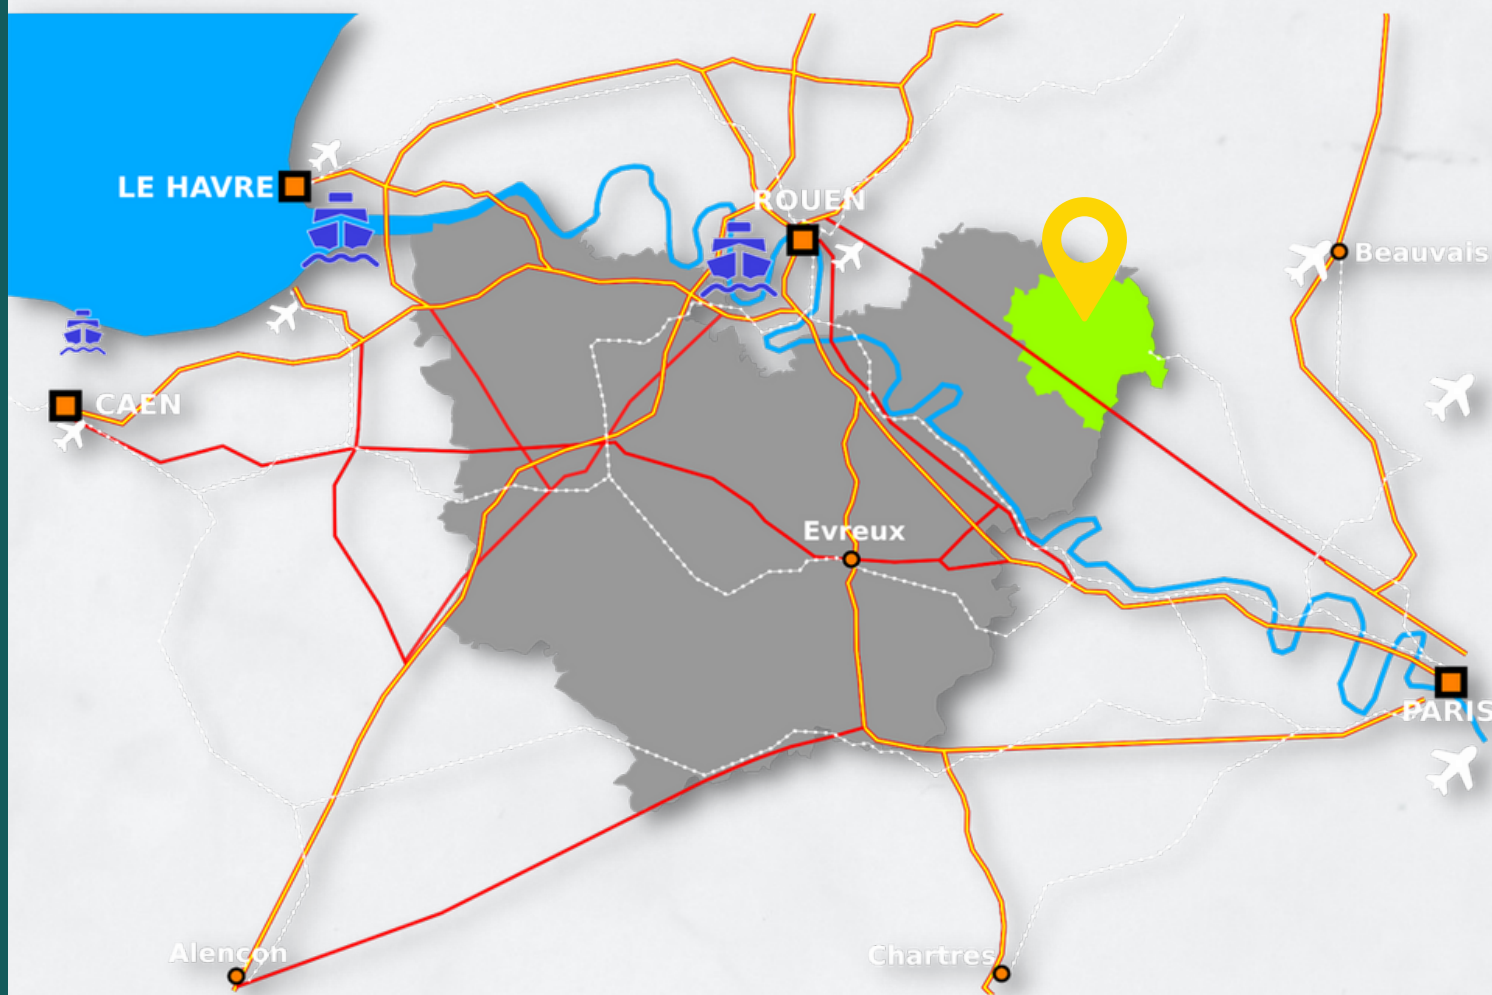 LE HAVRE
ROUEN
Beauvais
CAEN
Evreux
PARIS
Alençon
Chartres